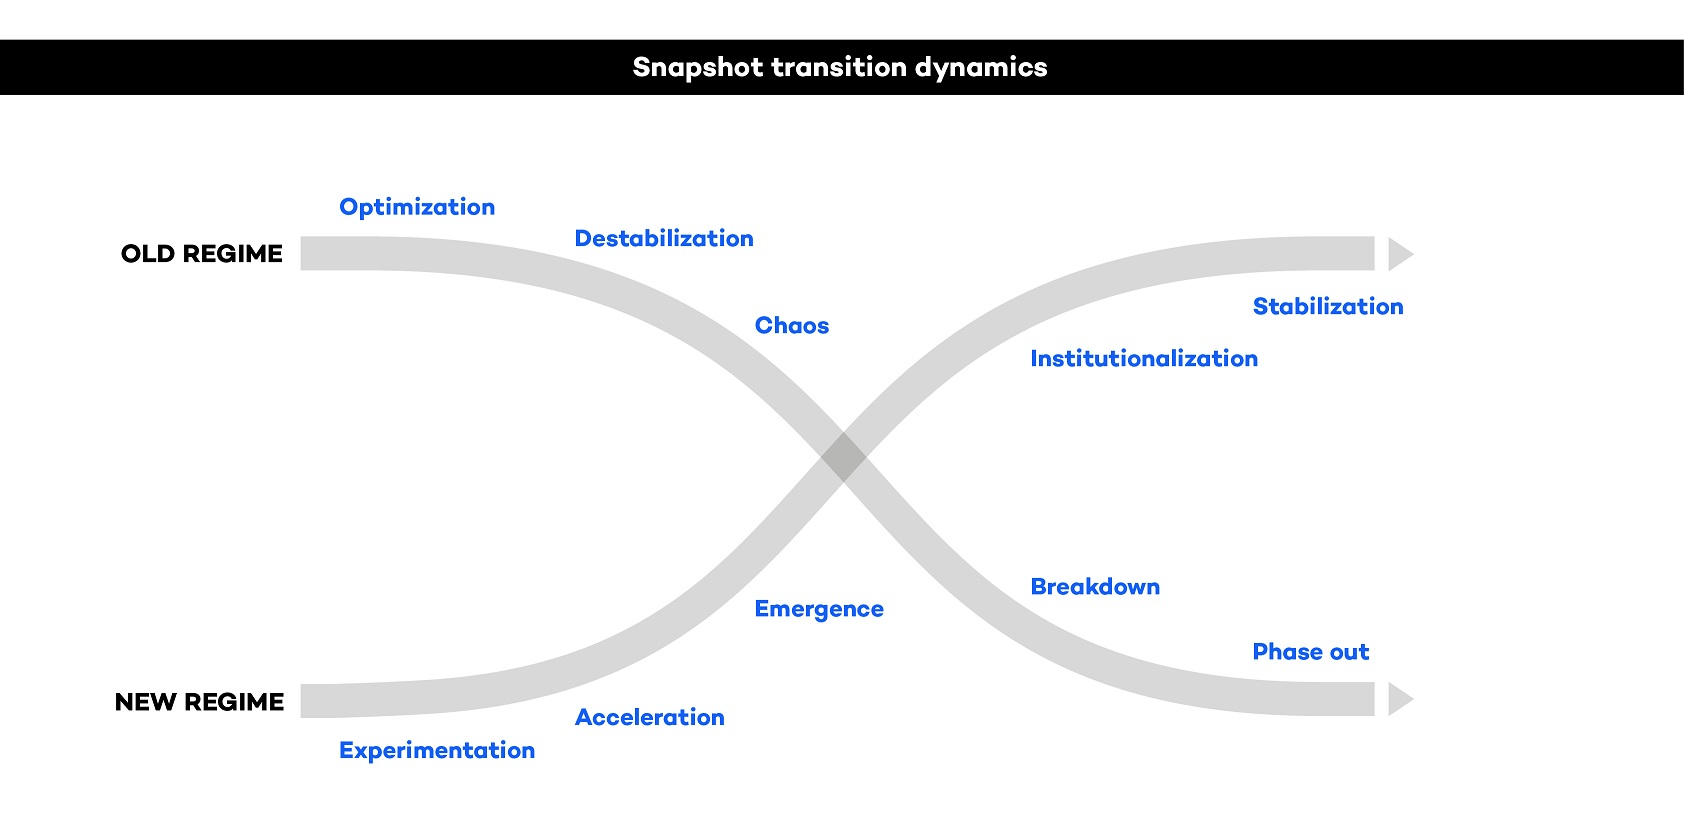 Snapshot transition dynamics
Optimization
Destabilization
OLD REGIME
Stabilization
Chaos
Institutionalization
Breakdown
Emergence
Phase out
NEW REGIME
Acceleration
Experimentation